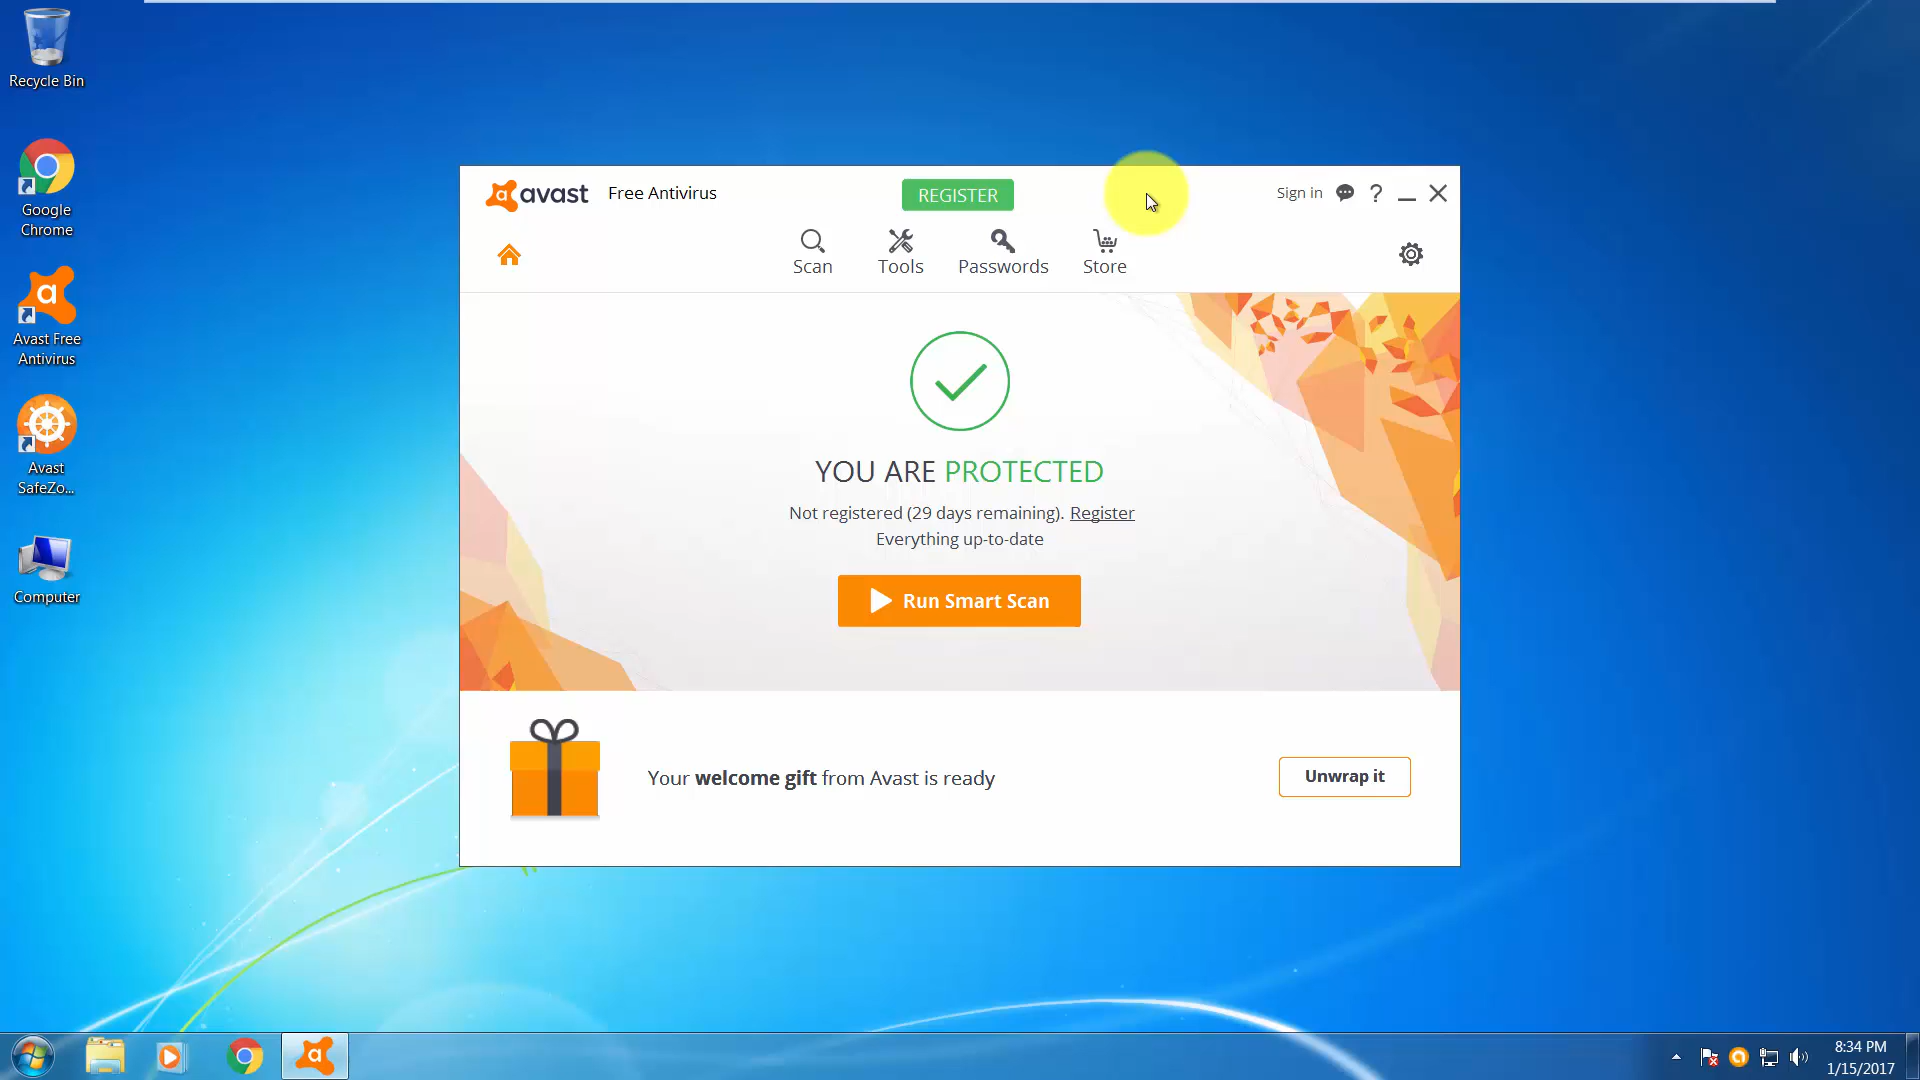 Recycle Bin
Google
Chrome
Avast Free
Antivirus
Avast
SafeZo...
Computer
avast Free Antivirus
REGISTER
Sign in
?
Scan
Tools
Passwords
Store
YOU ARE PROTECTED
Not registered (29 days remaining). Register
Everything up-to-date
Run Smart Scan
Your welcome gift from Avast is ready
Unwrap it
8:34 PM
1/15/2017